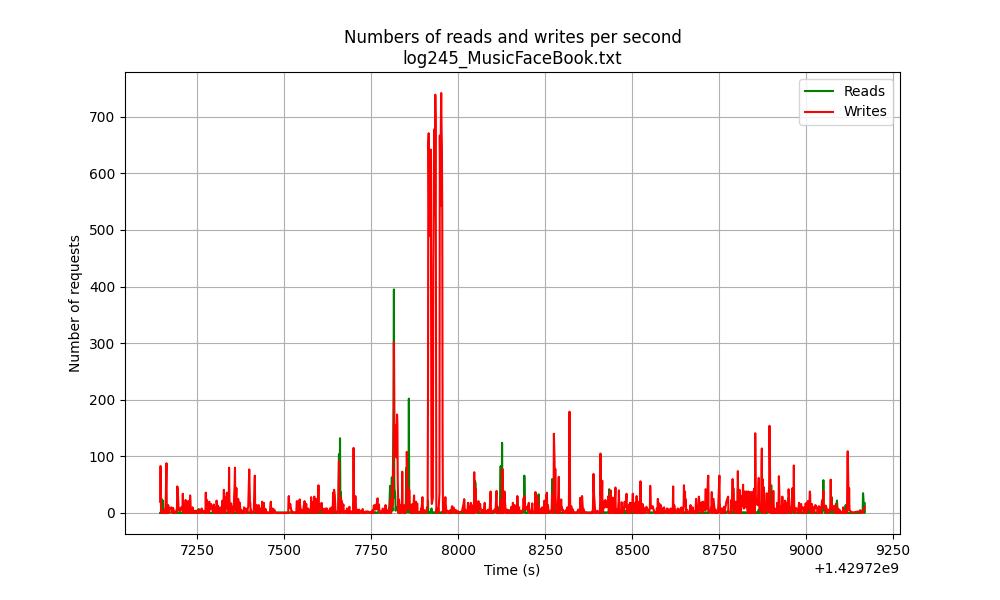 Numbers of reads and writes per second
log245_MusicFaceBook.txt
Reads
Writes
Number of requests
700
600
500
400
300
200
100
0
7250 7500 7750 8000 8250 8500 8750 9000 9250
Time (s)
+1.42972e9